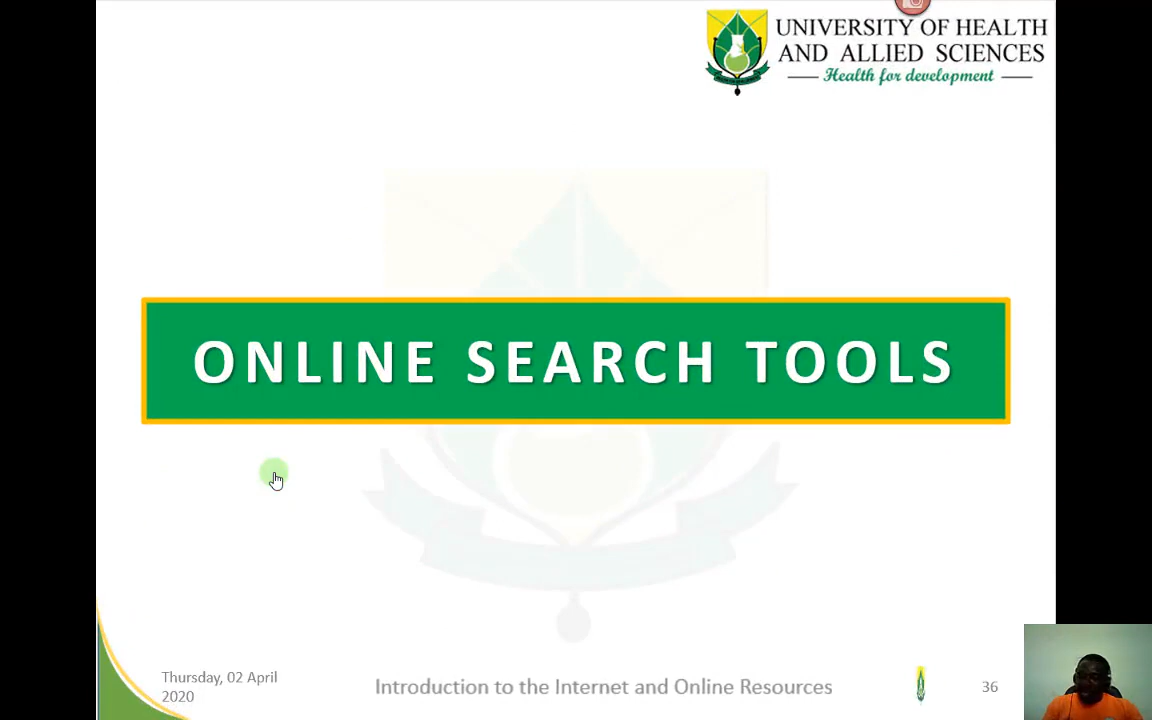 UNIVERSITY OF HEALTH
AND ALLIED SCIENCES
Health for development
ONLINE SEARCH TOOLS
Thursday, 02 April
2020
Introduction to the Internet and Online Resources
36